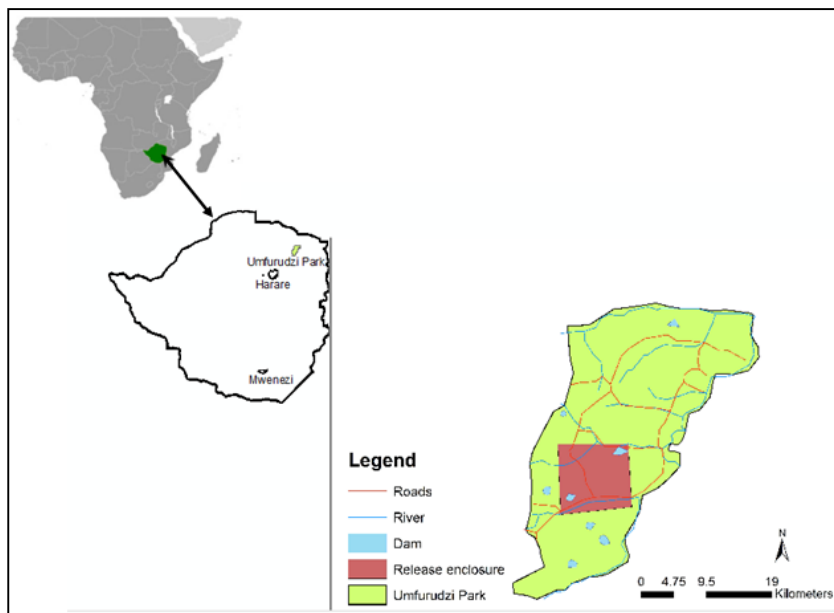 Umfurudzi Park
Harare
Mwenezi
Legend
Roads
River
Dam
Release enclosure
Umfurudzi Park
N
0 4.75 9.5 19
Kilometers